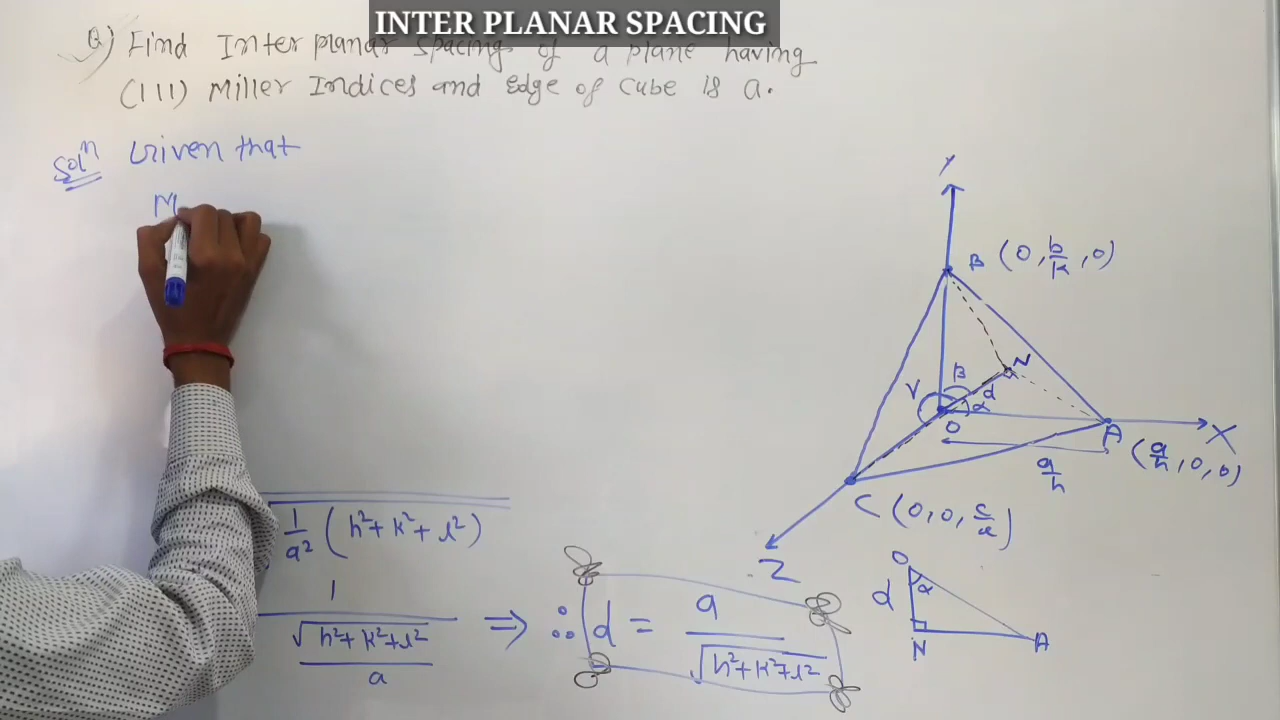 INTER PLANAR SPACING
Q) Find Inter planar spacing of a plane having
(111) Miller Indices and Edge of cube is a.
Solⁿ Given that
M
1/a² (h²+k²+l²)
1
√h²+k²+l²
a
⇒ ∴ d = a/√h²+k²+l²
Y
B (0, b/k, 0)
N
β
d
γ
α
O
A
X
(a/h, 0, 0)
a/h
C (0, 0, c/l)
Z
O
α
d
N
A